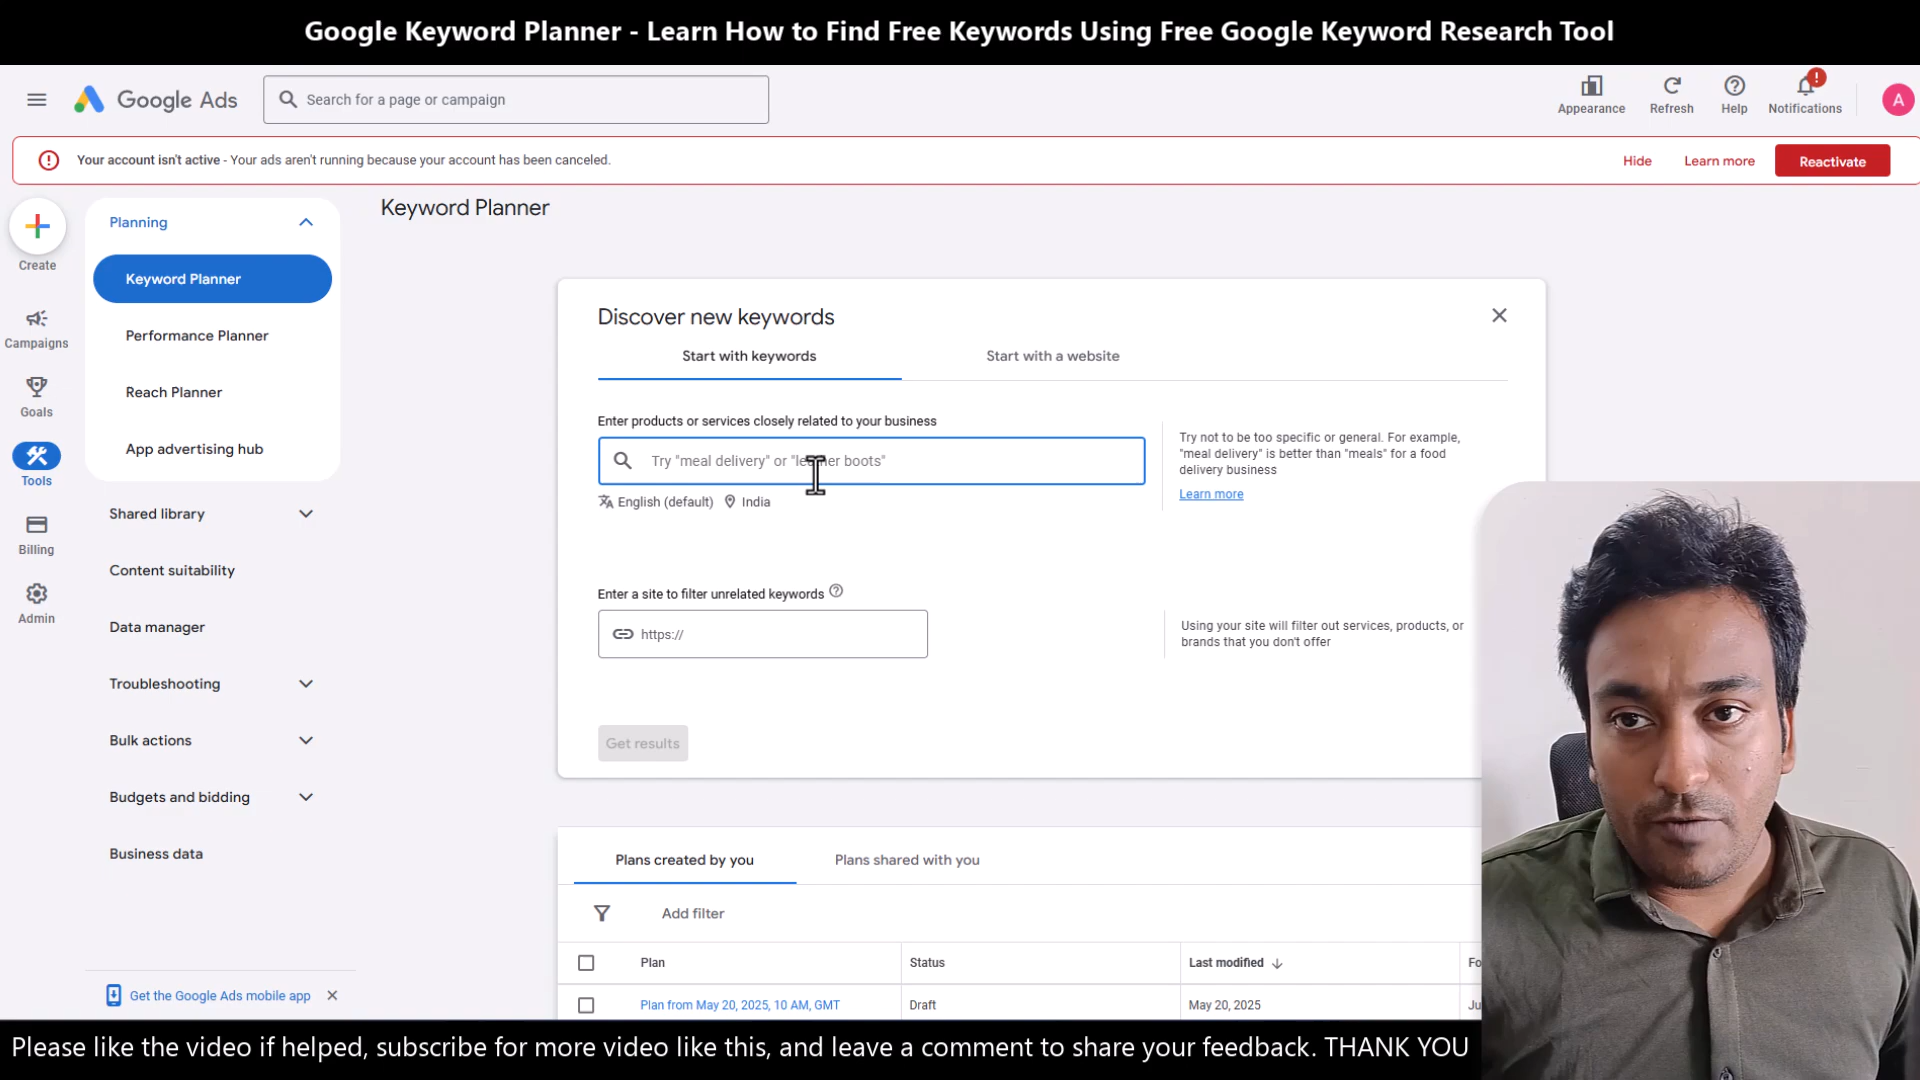 Google Keyword Planner - Learn How to Find Free Keywords Using Free Google Keyword Research Tool
Google Ads
Search for a page or campaign
Appearance
Refresh
Help
Notifications
A
Your account isn't active - Your ads aren't running because your account has been canceled.
Hide
Learn more
Reactivate
Create
Campaigns
Goals
Tools
Billing
Admin
Planning
Keyword Planner
Performance Planner
Reach Planner
App advertising hub
Shared library
Content suitability
Data manager
Troubleshooting
Bulk actions
Budgets and bidding
Business data
Get the Google Ads mobile app
Keyword Planner
Discover new keywords
Start with keywords
Start with a website
Enter products or services closely related to your business
Try "meal delivery" or "leather boots"
English (default)
India
Try not to be too specific or general. For example,
"meal delivery" is better than "meals" for a food
delivery business
Learn more
Enter a site to filter unrelated keywords
https://
Using your site will filter out services, products, or
brands that you don't offer
Get results
Plans created by you
Plans shared with you
Add filter
Plan
Status
Last modified
Plan from May 20, 2025, 10 AM, GMT
Draft
May 20, 2025
Please like the video if helped, subscribe for more video like this, and leave a comment to share your feedback. THANK YOU